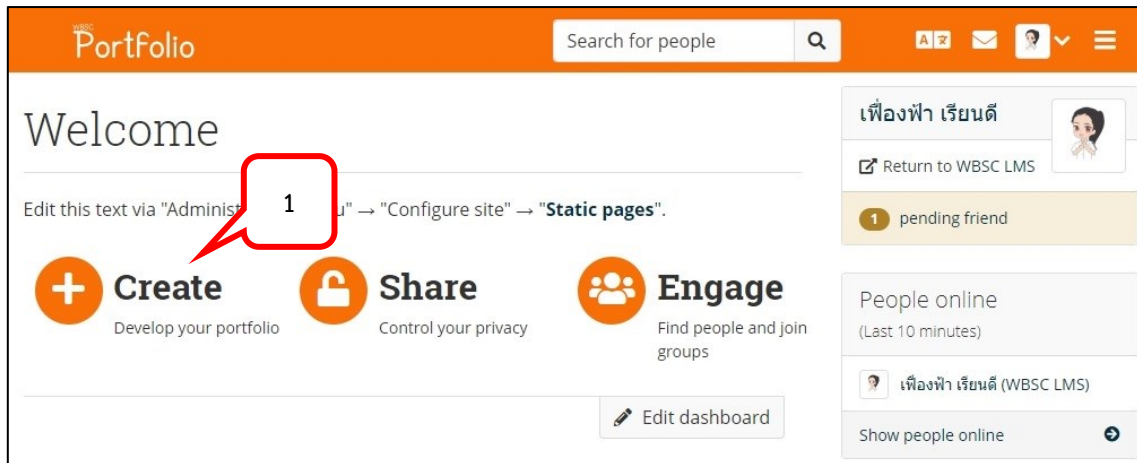 WBSC
Portfolio
Search for people
Welcome
Edit this text via "Administ u" → "Configure site" → "Static pages".
1
Create
Develop your portfolio
Share
Control your privacy
Engage
Find people and join
groups
Edit dashboard
เฟื่องฟ้า เรียนดี
Return to WBSC LMS
1 pending friend
People online
(Last 10 minutes)
เฟื่องฟ้า เรียนดี (WBSC LMS)
Show people online